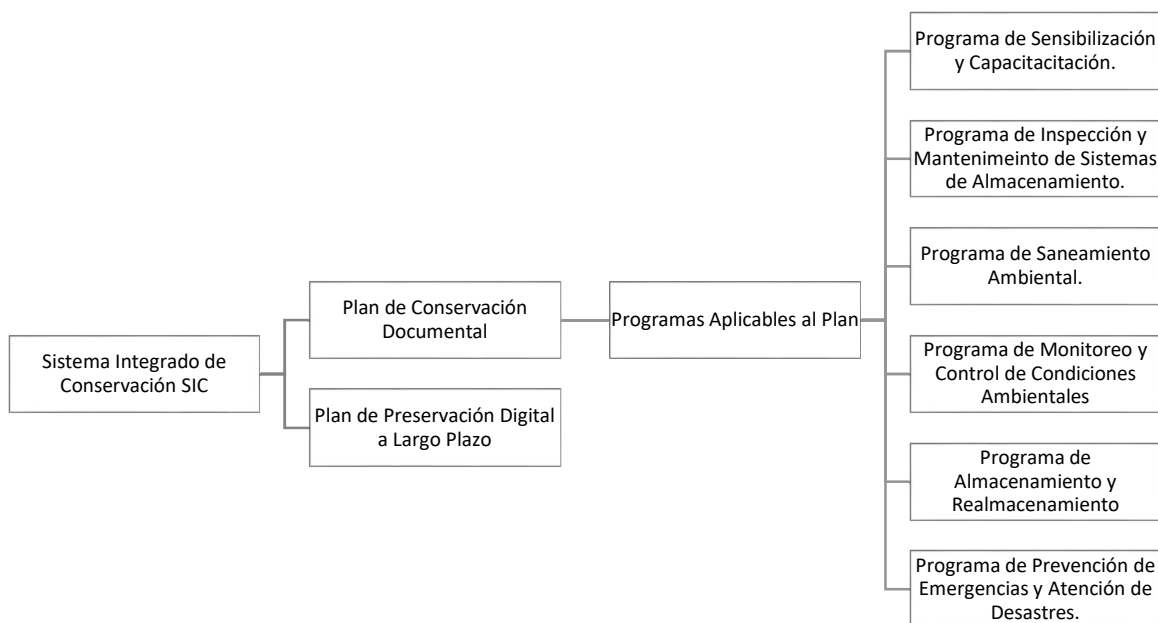 Sistema Integrado de
Conservación SIC
Plan de Conservación
Documental
Plan de Preservación Digital
a Largo Plazo
Programas Aplicables al Plan
Programa de Sensibilización
y Capacitacitación.
Programa de Inspección y
Mantenimeinto de Sistemas
de Almacenamiento.
Programa de Saneamiento
Ambiental.
Programa de Monitoreo y
Control de Condiciones
Ambientales
Programa de
Almacenamiento y
Realmacenamiento
Programa de Prevención de
Emergencias y Atención de
Desastres.